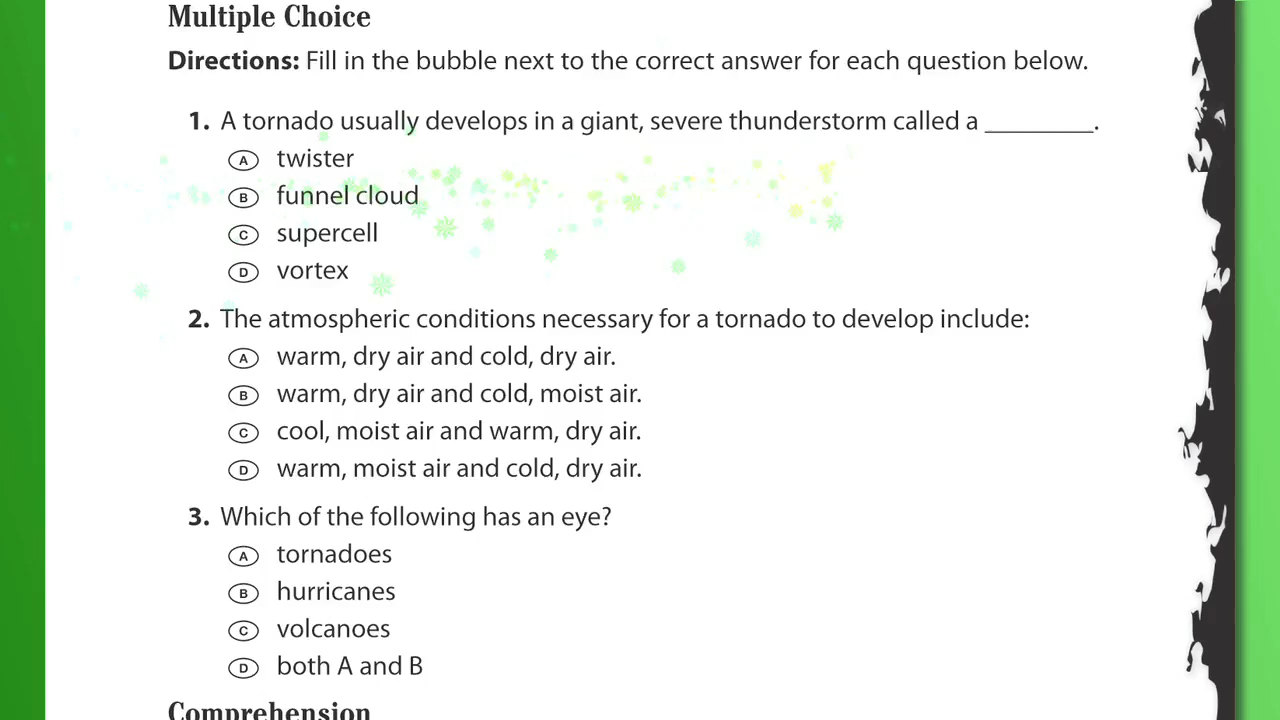 Multiple Choice
Directions: Fill in the bubble next to the correct answer for each question below.
1. A tornado usually develops in a giant, severe thunderstorm called a ________.
A twister
B funnel cloud
C supercell
D vortex
2. The atmospheric conditions necessary for a tornado to develop include:
A warm, dry air and cold, dry air.
B warm, dry air and cold, moist air.
C cool, moist air and warm, dry air.
D warm, moist air and cold, dry air.
3. Which of the following has an eye?
A tornadoes
B hurricanes
C volcanoes
D both A and B
Comprehension